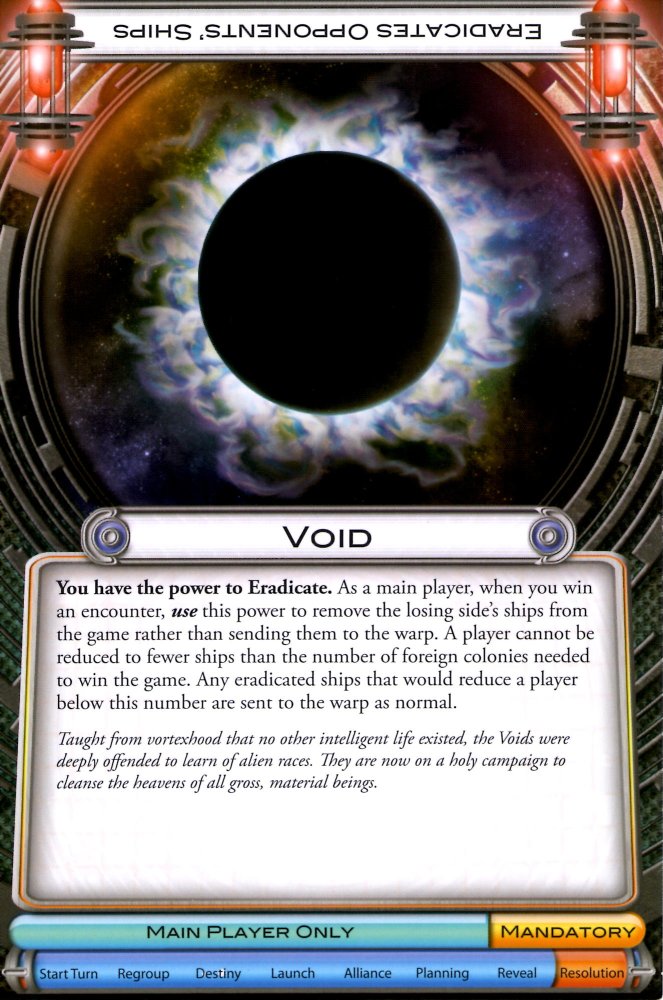 Eradicates Opponents' Ships
Void
You have the power to Eradicate. As a main player, when you win
an encounter, use this power to remove the losing side's ships from
the game rather than sending them to the warp. A player cannot be
reduced to fewer ships than the number of foreign colonies needed
to win the game. Any eradicated ships that would reduce a player
below this number are sent to the warp as normal.
Taught from vortexhood that no other intelligent life existed, the Voids were
deeply offended to learn of alien races. They are now on a holy campaign to
cleanse the heavens of all gross, material beings.
Main Player Only Mandatory
Start Turn Regroup Destiny Launch Alliance Planning Reveal Resolution